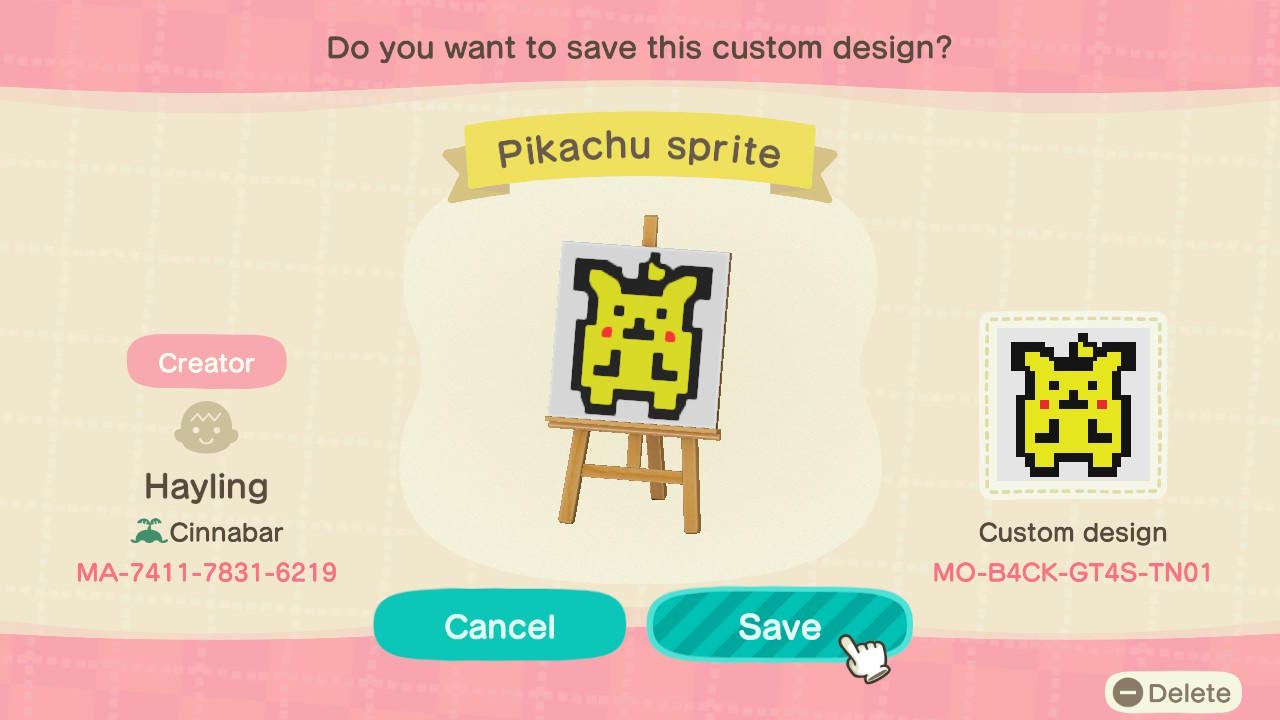 Do you want to save this custom design?
Pikachu sprite
Creator
Hayling
Cinnabar
MA-7411-7831-6219
Custom design
MO-B4CK-GT4S-TN01
Cancel
Save
Delete